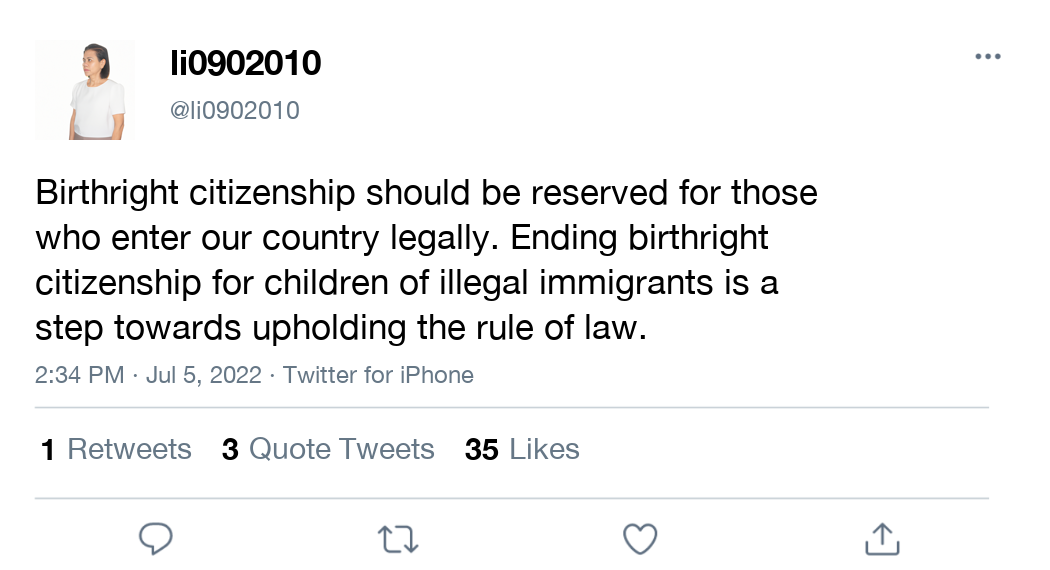 li0902010
@li0902010
Birthright citizenship should be reserved for those
who enter our country legally. Ending birthright
citizenship for children of illegal immigrants is a
step towards upholding the rule of law.
2:34 PM · Jul 5, 2022 · Twitter for iPhone
1 Retweets 3 Quote Tweets 35 Likes